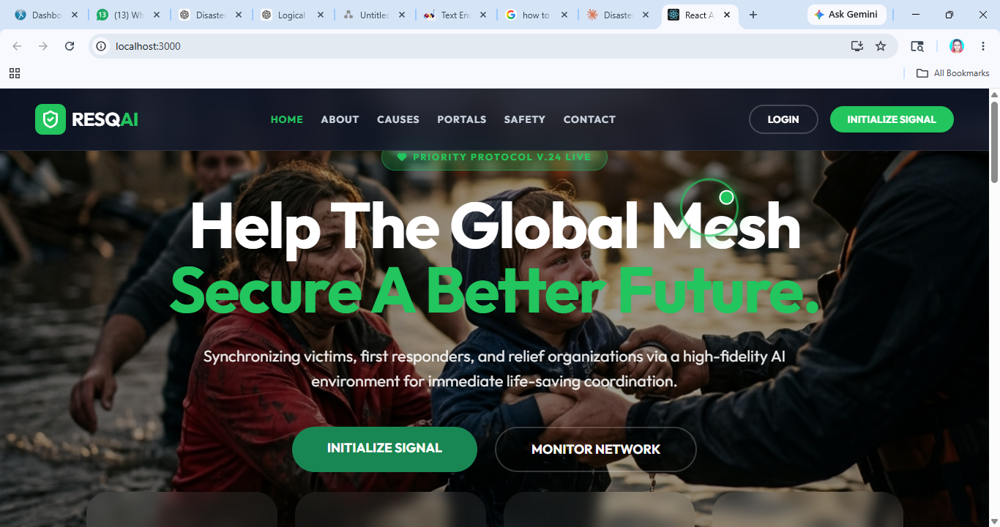 Dashbo
13
(13) Wh
Disaste
Logical
Untitled
Text En
how to
Disaste
React A
Ask Gemini
localhost:3000
All Bookmarks
RESQAI
HOME
ABOUT
CAUSES
PORTALS
SAFETY
CONTACT
LOGIN
INITIALIZE SIGNAL
PRIORITY PROTOCOL V.24 LIVE
Help The Global Mesh
Secure A Better Future.
Synchronizing victims, first responders, and relief organizations via a high-fidelity AI
environment for immediate life-saving coordination.
INITIALIZE SIGNAL
MONITOR NETWORK